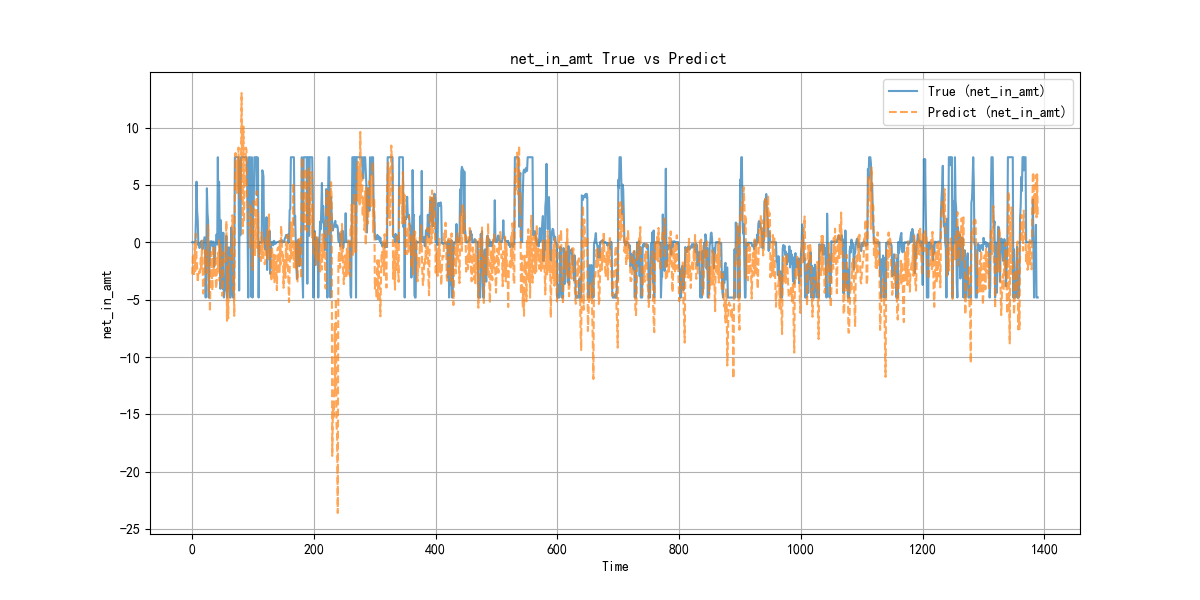 net_in_amt True vs Predict
True (net_in_amt)
Predict (net_in_amt)
net_in_amt
10
5
0
−5
−10
−15
−20
−25
0 200 400 600 800 1000 1200 1400
Time